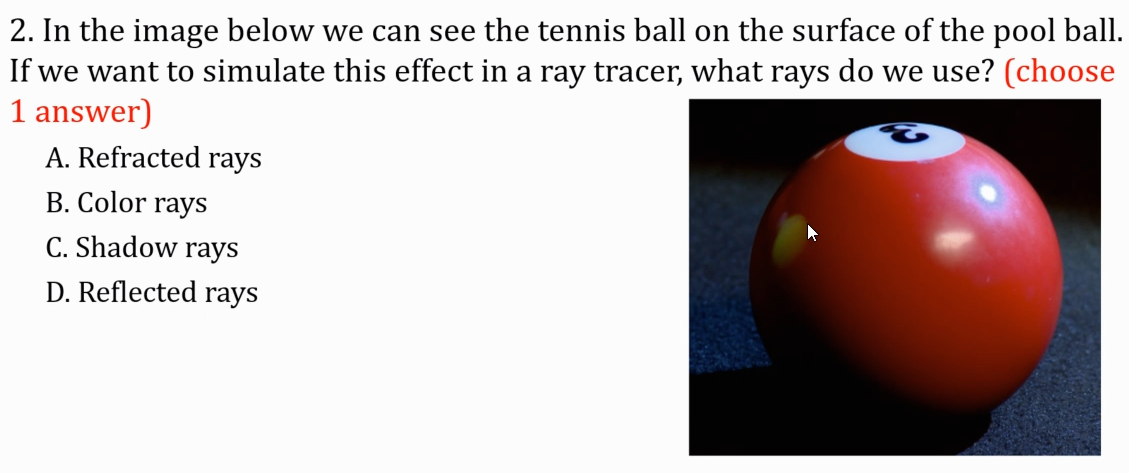 2. In the image below we can see the tennis ball on the surface of the pool ball.
If we want to simulate this effect in a ray tracer, what rays do we use? (choose
1 answer)
A. Refracted rays
B. Color rays
C. Shadow rays
D. Reflected rays
3